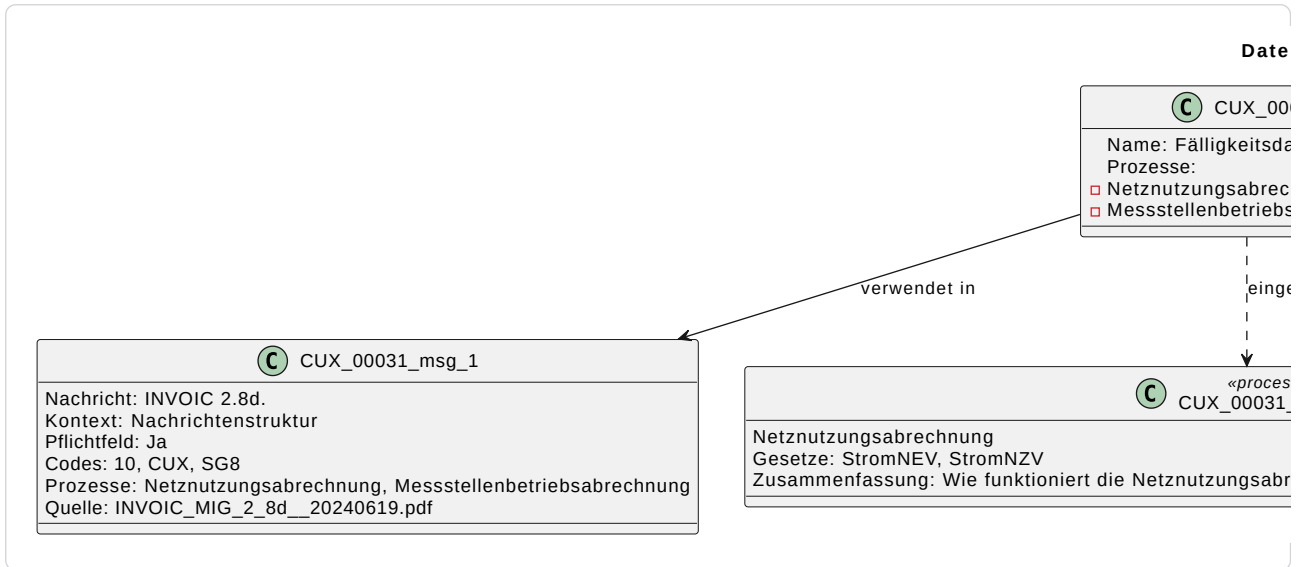 Date
C CUX_00
Name: Fälligkeitsda
Prozesse:
Netznutzungsabrec
Messstellenbetriebs
verwendet in
einge
C CUX_00031_msg_1
Nachricht: INVOIC 2.8d.
Kontext: Nachrichtenstruktur
Pflichtfeld: Ja
Codes: 10, CUX, SG8
Prozesse: Netznutzungsabrechnung, Messstellenbetriebsabrechnung
Quelle: INVOIC_MIG_2_8d__20240619.pdf
«proces
C CUX_00031_
Netznutzungsabrechnung
Gesetze: StromNEV, StromNZV
Zusammenfassung: Wie funktioniert die Netznutzungsabr